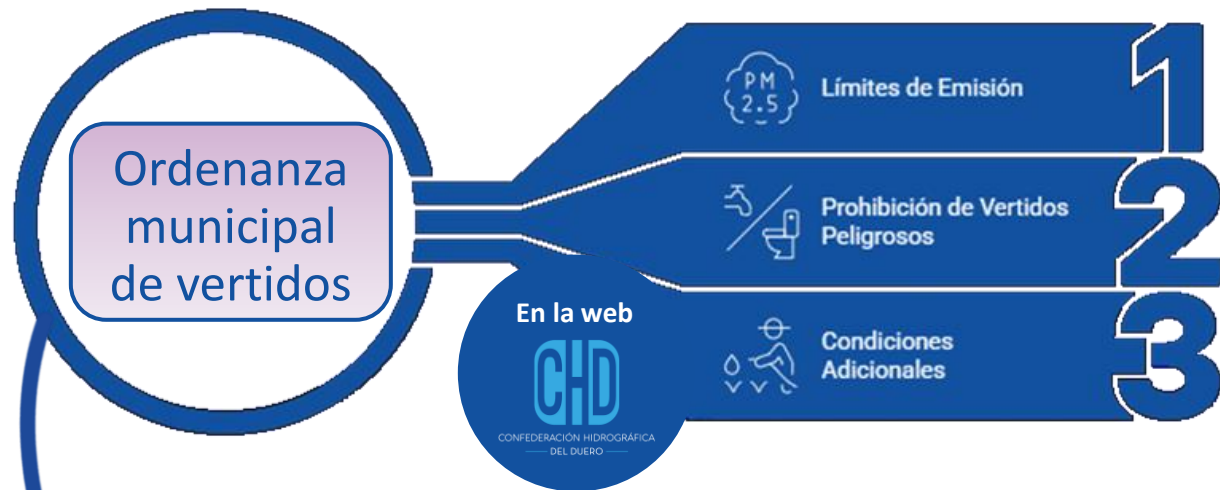 Ordenanza
municipal
de vertidos
PM
2.5
Límites de Emisión
1
Prohibición de Vertidos
Peligrosos
2
Condiciones
Adicionales
3
En la web
CHD
CONFEDERACIÓN HIDROGRÁFICA
DEL DUERO